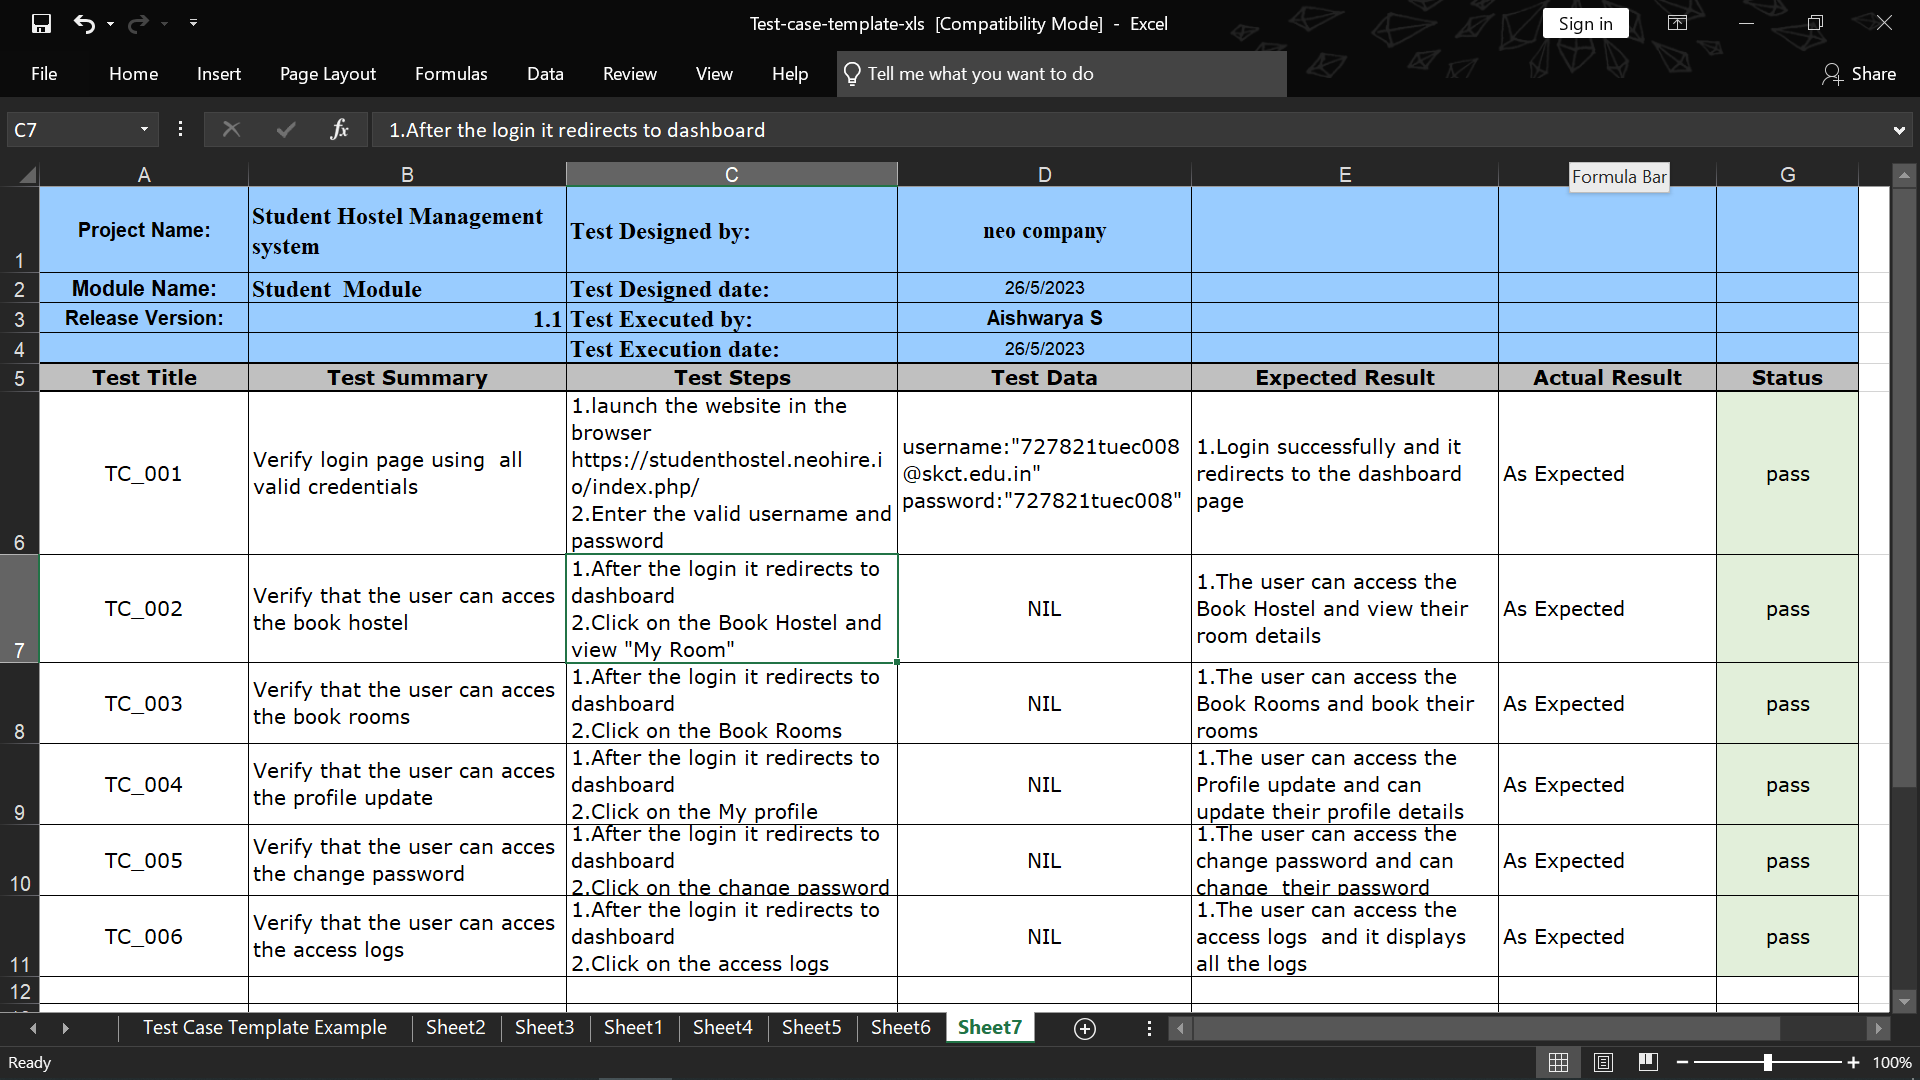 Test-case-template-xls [Compatibility Mode] - Excel
Sign in
File Home Insert Page Layout Formulas Data Review View Help Tell me what you want to do Share
C7 fx 1.After the login it redirects to dashboard
A B C D E G
Formula Bar
1 Project Name: Student Hostel Management
system
Test Designed by: neo company
2 Module Name: Student  Module Test Designed date: 26/5/2023
3 Release Version: 1.1 Test Executed by: Aishwarya S
4 Test Execution date: 26/5/2023
5 Test Title Test Summary Test Steps Test Data Expected Result Actual Result Status
6
TC_001
Verify login page using  all
valid credentials
1.launch the website in the
browser
https://studenthostel.neohire.i
o/index.php/
2.Enter the valid username and
password
username:"727821tuec008
@skct.edu.in"
password:"727821tuec008"
1.Login successfully and it
redirects to the dashboard
page
As Expected
pass
7
TC_002
Verify that the user can acces
the book hostel
1.After the login it redirects to
dashboard
2.Click on the Book Hostel and
view "My Room"
NIL
1.The user can access the
Book Hostel and view their
room details
As Expected
pass
8
TC_003
Verify that the user can acces
the book rooms
1.After the login it redirects to
dashboard
2.Click on the Book Rooms
NIL
1.The user can access the
Book Rooms and book their
rooms
As Expected
pass
9
TC_004
Verify that the user can acces
the profile update
1.After the login it redirects to
dashboard
2.Click on the My profile
NIL
1.The user can access the
Profile update and can
update their profile details
As Expected
pass
10
TC_005
Verify that the user can acces
the change password
1.After the login it redirects to
dashboard
2.Click on the change password
NIL
1.The user can access the
change password and can
change  their password
As Expected
pass
11
TC_006
Verify that the user can acces
the access logs
1.After the login it redirects to
dashboard
2.Click on the access logs
NIL
1.The user can access the
access logs  and it displays
all the logs
As Expected
pass
12
Test Case Template Example Sheet2 Sheet3 Sheet1 Sheet4 Sheet5 Sheet6 Sheet7
Ready 100%